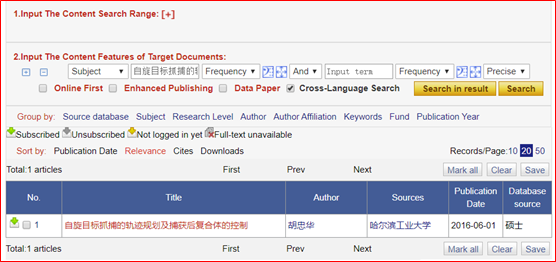 1.Input The Content Search Range: [+]
2.Input The Content Features of Target Documents:
Subject 自旋目标抓捕的 Frequency And Input term Frequency Precise
Online First Enhanced Publishing Data Paper Cross-Language Search Search in result Search
Group by: Source database Subject Research Level Author Author Affiliation Keywords Fund Publication Year
Subscribed Unsubscribed Not logged in yet Full-text unavailable
Sort by: Publication Date Relevance Cites Downloads Records/Page: 10 20 50
Total:1 articles First Prev Next Mark all Clear Save
No. Title Author Sources Publication Date Database source
1 自旋目标抓捕的轨迹规划及捕获后复合体的控制 胡忠华 哈尔滨工业大学 2016-06-01 硕士
Total:1 articles First Prev Next Mark all Clear Save